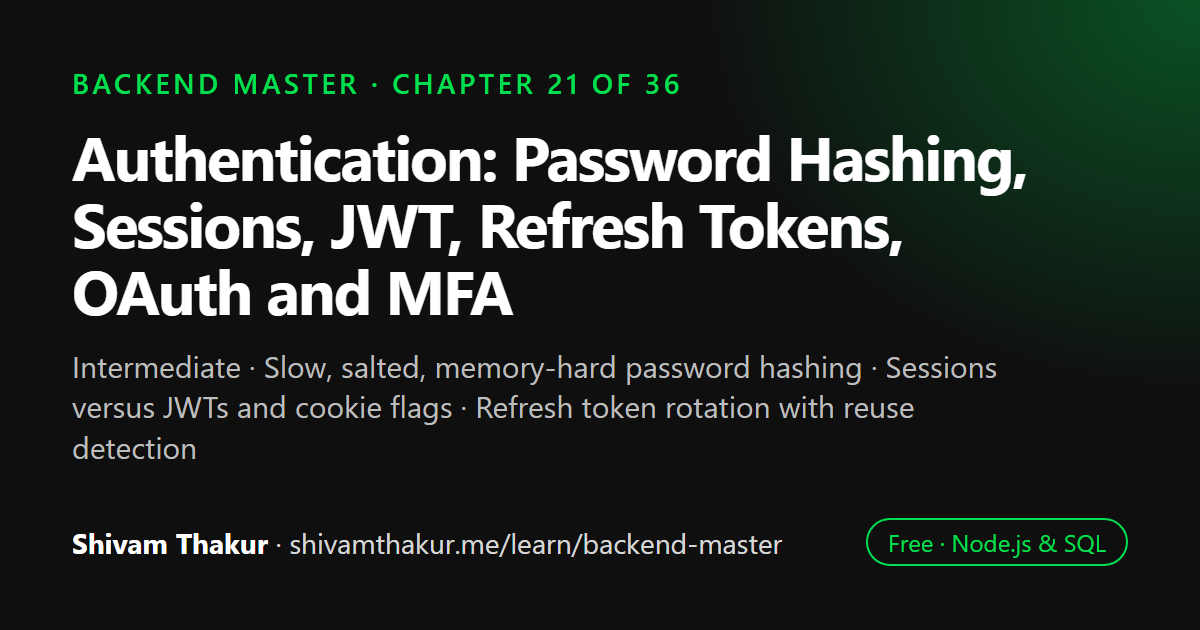 BACKEND MASTER · CHAPTER 21 OF 36
Authentication: Password Hashing,
Sessions, JWT, Refresh Tokens,
OAuth and MFA
Intermediate · Slow, salted, memory-hard password hashing · Sessions
versus JWTs and cookie flags · Refresh token rotation with reuse
detection
Shivam Thakur · shivamthakur.me/learn/backend-master
Free · Node.js & SQL